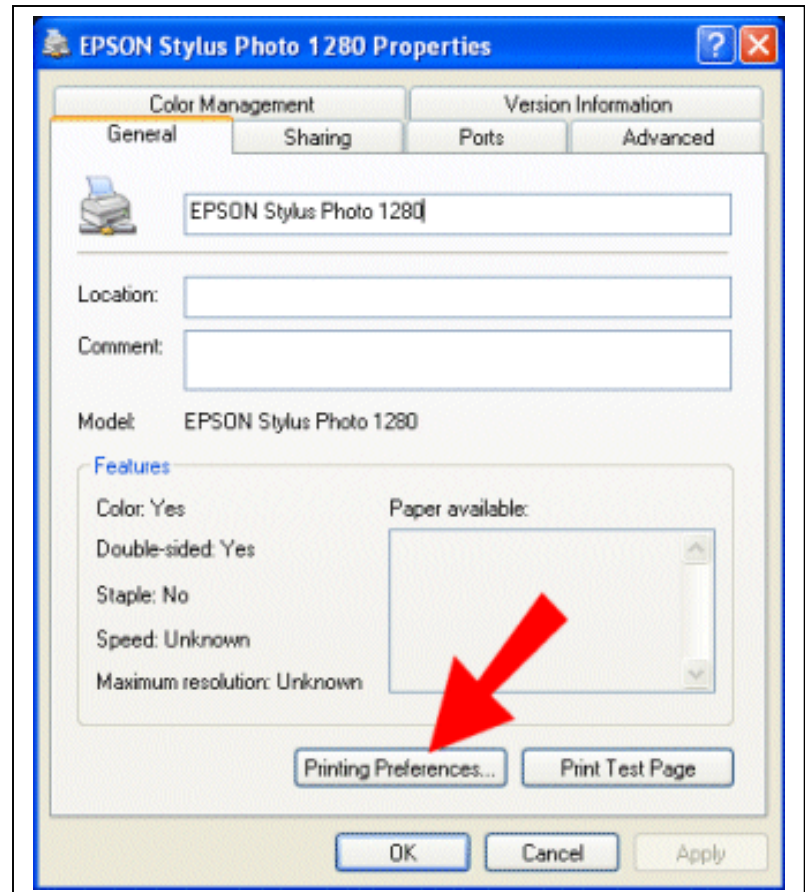 EPSON Stylus Photo 1280 Properties
Color Management Version Information
General Sharing Ports Advanced
EPSON Stylus Photo 1280
Location:
Comment:
Model: EPSON Stylus Photo 1280
Features
Color: Yes Paper available:
Double-sided: Yes
Staple: No
Speed: Unknown
Maximum resolution: Unknown
Printing Preferences... Print Test Page
OK Cancel Apply